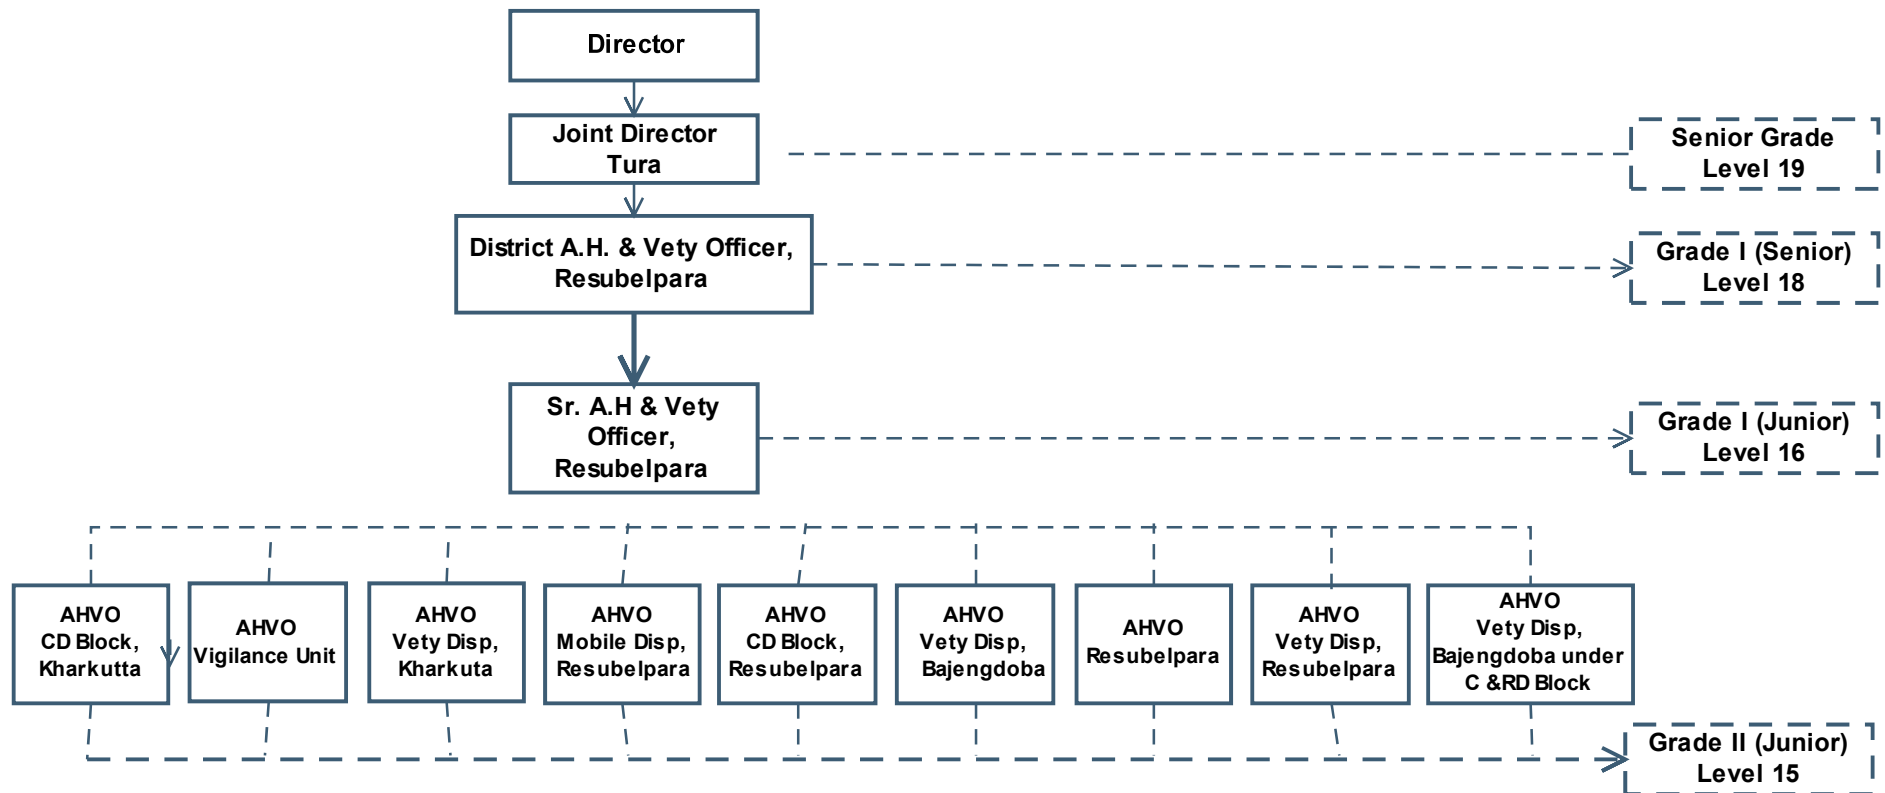 Director
Joint Director
Tura
Senior Grade
Level 19
District A.H. & Vety Officer,
Resubelpara
Grade I (Senior)
Level 18
Sr. A.H & Vety
Officer,
Resubelpara
Grade I (Junior)
Level 16
AHVO
CD Block,
Kharkutta
AHVO
Vigilance Unit
AHVO
Vety Disp,
Kharkuta
AHVO
Mobile Disp,
Resubelpara
AHVO
CD Block,
Resubelpara
AHVO
Vety Disp,
Bajengdoba
AHVO
Resubelpara
AHVO
Vety Disp,
Resubelpara
AHVO
Vety Disp,
Bajengdoba under
C &RD Block
Grade II (Junior)
Level 15